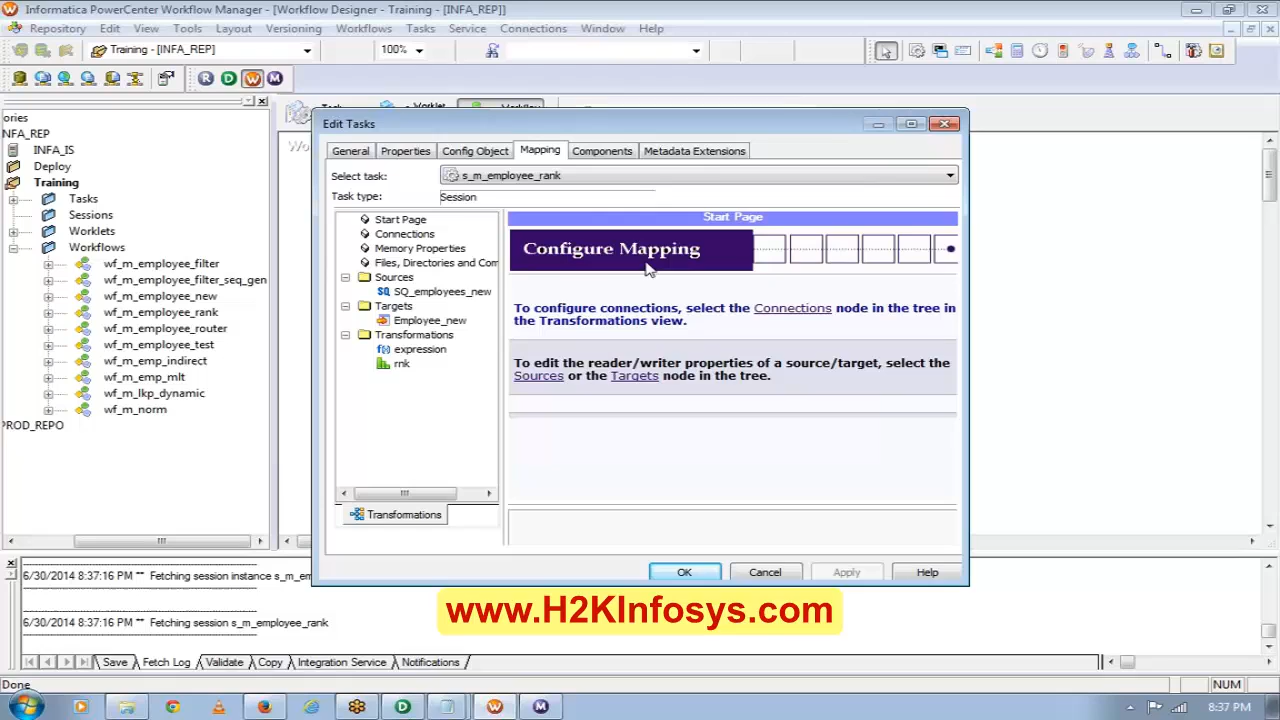 Informatica PowerCenter Workflow Manager - [Workflow Designer - Training - [INFA_REP]]
Repository Edit View Tools Layout Versioning Workflows Tasks Service Connections Window Help
Training - [INFA_REP] 100%
R D W M
ories
INFA_REP
INFA_IS
Deploy
Training
Tasks
Sessions
Worklets
Workflows
wf_m_employee_filter
wf_m_employee_filter_seq_gen
wf_m_employee_new
wf_m_employee_rank
wf_m_employee_router
wf_m_employee_test
wf_m_emp_indirect
wf_m_emp_mlt
wf_m_lkp_dynamic
wf_m_norm
PROD_REPO
Edit Tasks
General Properties Config Object Mapping Components Metadata Extensions
Select task: s_m_employee_rank
Task type: Session
Start Page
Connections
Memory Properties
Files, Directories and Com
Sources
SQ_employees_new
Targets
Employee_new
Transformations
f(x) expression
rnk
Transformations
Start Page
Configure Mapping
To configure connections, select the Connections node in the tree in
the Transformations view.
To edit the reader/writer properties of a source/target, select the
Sources or the Targets node in the tree.
OK Cancel Apply Help
6/30/2014 8:37:16 PM ** Fetching session instance s_m_em
6/30/2014 8:37:16 PM ** Fetching session s_m_employee_rank
www.H2KInfosys.com
Save Fetch Log Validate Copy Integration Service Notifications
Done NUM
8:37 PM